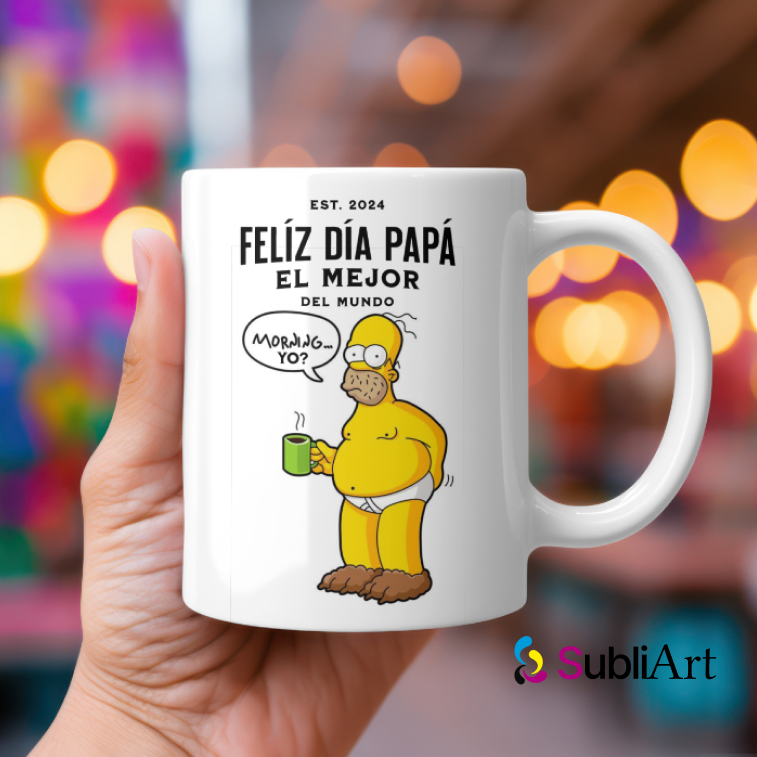 EST. 2024
FELÍZ DÍA PAPÁ
EL MEJOR
DEL MUNDO
MORNING...
YO?
SubliArt